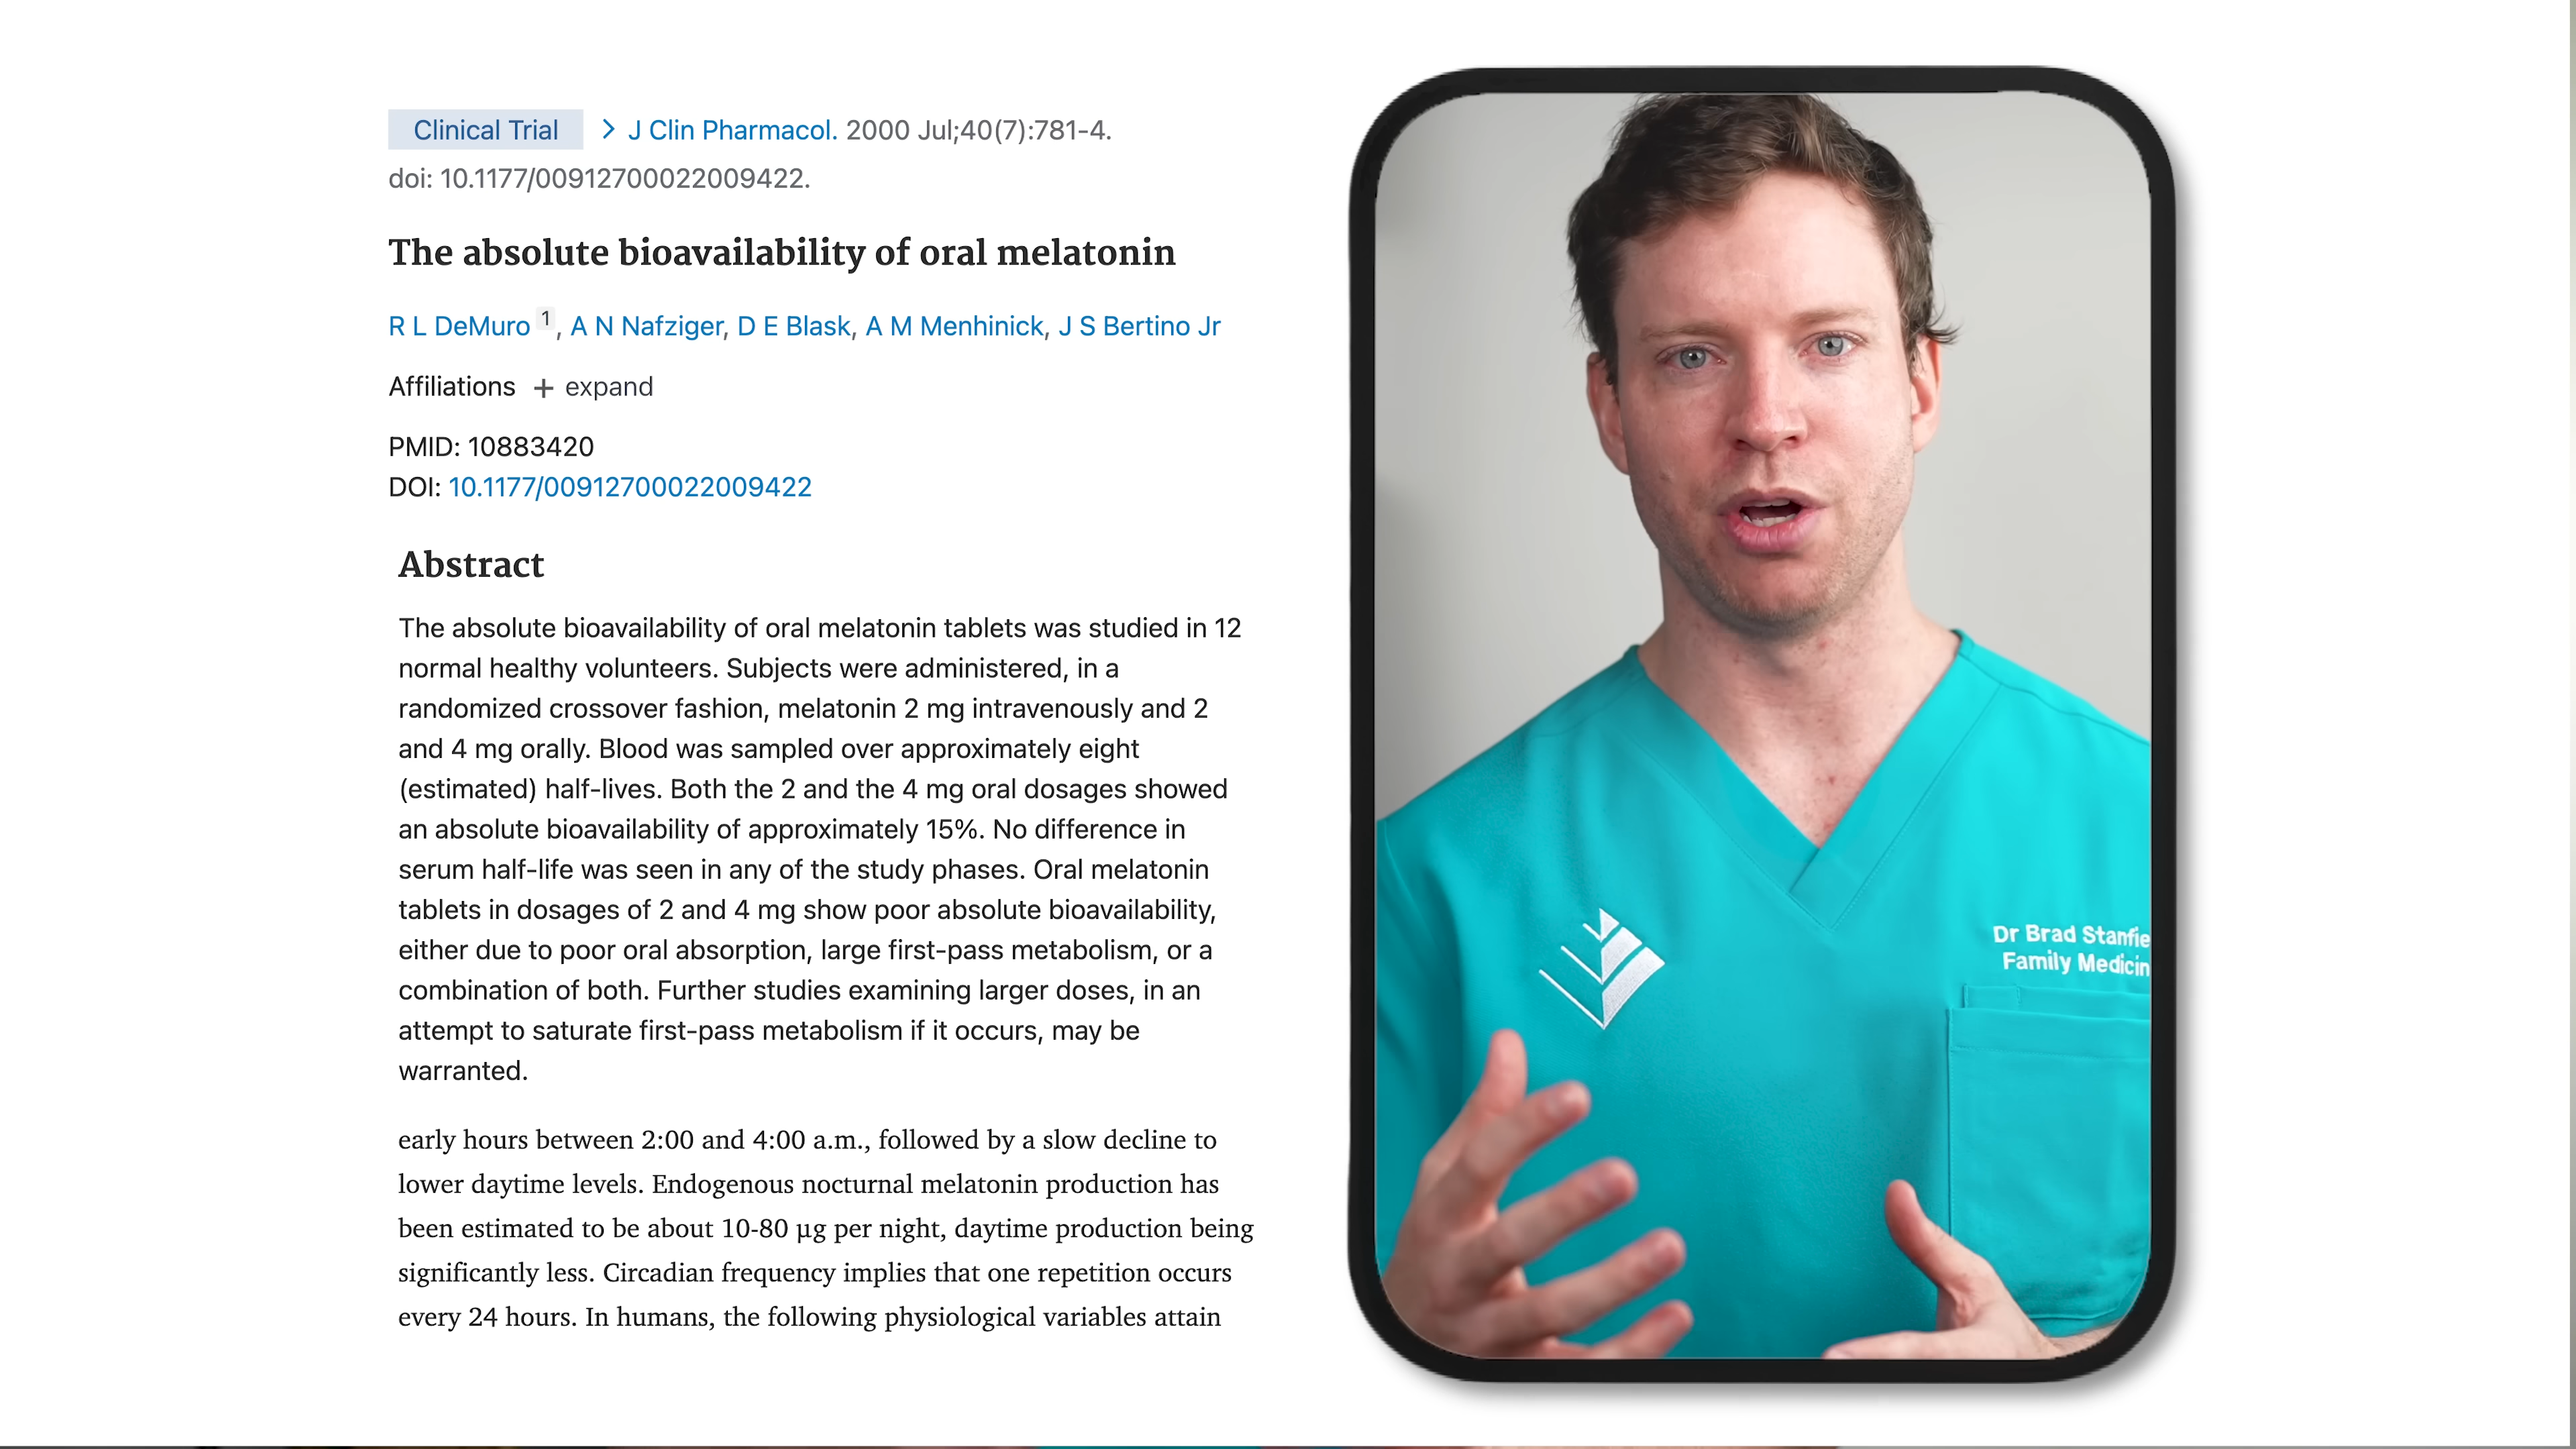 Clinical Trial > J Clin Pharmacol. 2000 Jul;40(7):781-4.
doi: 10.1177/00912700022009422.
The absolute bioavailability of oral melatonin
R L DeMuro 1, A N Nafziger, D E Blask, A M Menhinick, J S Bertino Jr
Affiliations + expand
PMID: 10883420
DOI: 10.1177/00912700022009422
Abstract
The absolute bioavailability of oral melatonin tablets was studied in 12
normal healthy volunteers. Subjects were administered, in a
randomized crossover fashion, melatonin 2 mg intravenously and 2
and 4 mg orally. Blood was sampled over approximately eight
(estimated) half-lives. Both the 2 and the 4 mg oral dosages showed
an absolute bioavailability of approximately 15%. No difference in
serum half-life was seen in any of the study phases. Oral melatonin
tablets in dosages of 2 and 4 mg show poor absolute bioavailability,
either due to poor oral absorption, large first-pass metabolism, or a
combination of both. Further studies examining larger doses, in an
attempt to saturate first-pass metabolism if it occurs, may be
warranted.
early hours between 2:00 and 4:00 a.m., followed by a slow decline to
lower daytime levels. Endogenous nocturnal melatonin production has
been estimated to be about 10-80 µg per night, daytime production being
significantly less. Circadian frequency implies that one repetition occurs
every 24 hours. In humans, the following physiological variables attain
Dr Brad Stanfie
Family Medicin